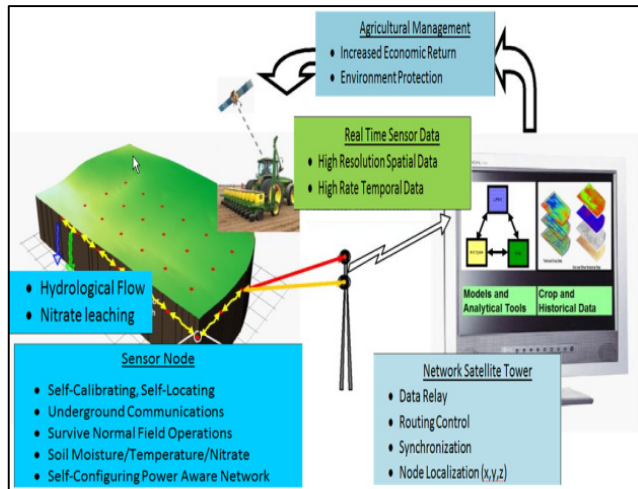 Agricultural Management
• Increased Economic Return
• Environment Protection
Real Time Sensor Data
• High Resolution Spatial Data
• High Rate Temporal Data
• Hydrological Flow
• Nitrate leaching
Models and
Analytical Tools
Crop and
Historical Data
Sensor Node
• Self-Calibrating, Self-Locating
• Underground Communications
• Survive Normal Field Operations
• Soil Moisture/Temperature/Nitrate
• Self-Configuring Power Aware Network
Network Satellite Tower
• Data Relay
• Routing Control
• Synchronization
• Node Localization (x,y,z)